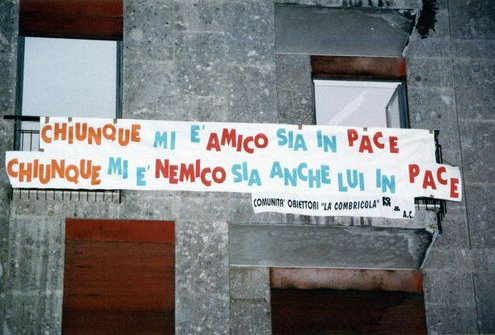 CHIUNQUE MI E' AMICO SIA IN PACE
CHIUNQUE MI E' NEMICO SIA ANCHE LUI IN PACE
COMUNITA' OBIETTORI "LA COMBRICOLA"
& A.C.